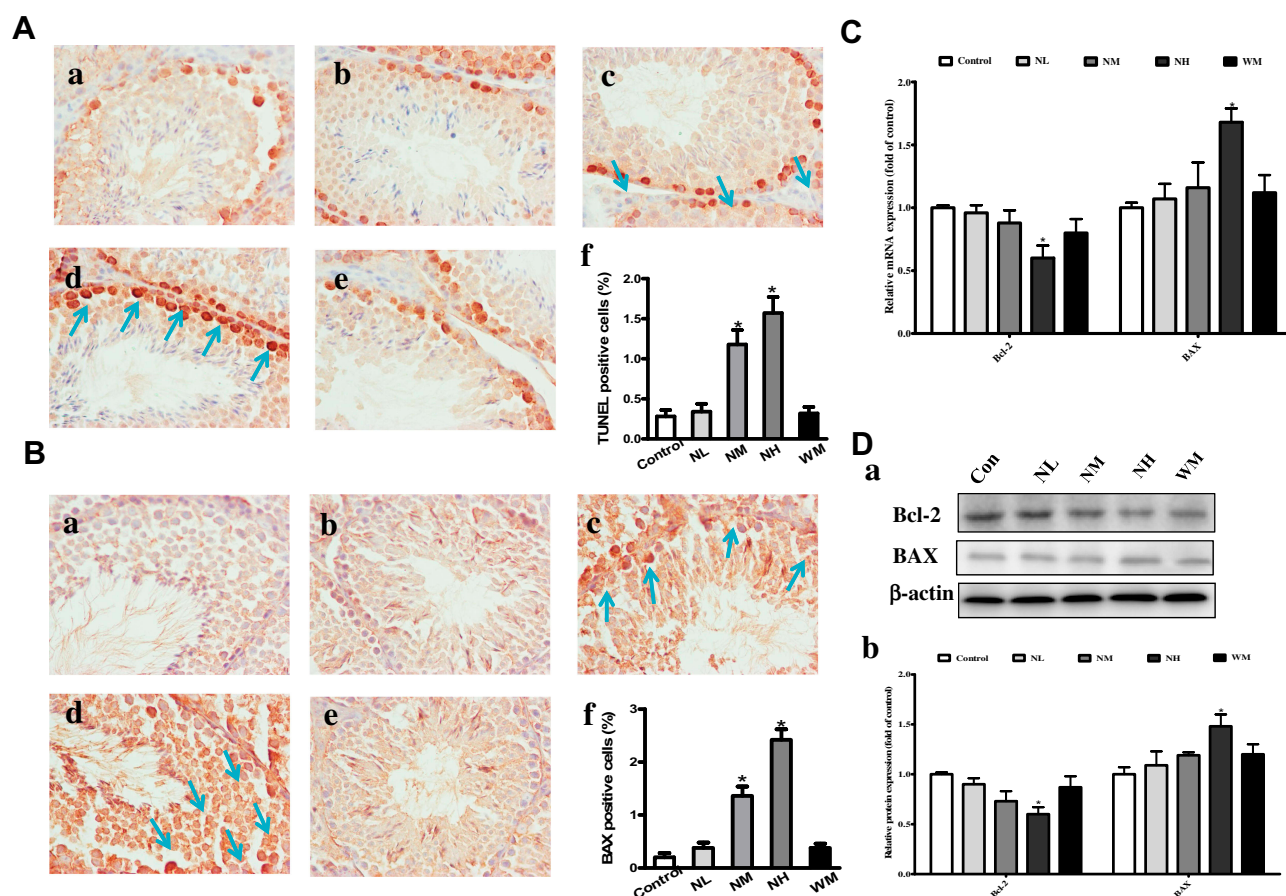 A
a
b
c
d
e
f
TUNEL positive cells (%)
2.0
1.5
1.0
0.5
0.0
Control
NL
NM
NH
WM
*
*
B
a
b
c
d
e
f
BAX positive cells (%)
3
2
1
0
Control
NL
NM
NH
WM
*
*
C
Control NL NM NH WM
Relative mRNA expression (fold of control)
2.0
1.5
1.0
0.5
0.0
*
*
Bcl-2
BAX
D
a
Con NL NM NH WM
Bcl-2
BAX
β-actin
b
Control NL NM NH WM
Relative protein expression (fold of control)
2.0
1.5
1.0
0.5
0.0
*
*
Bcl-2
BAX